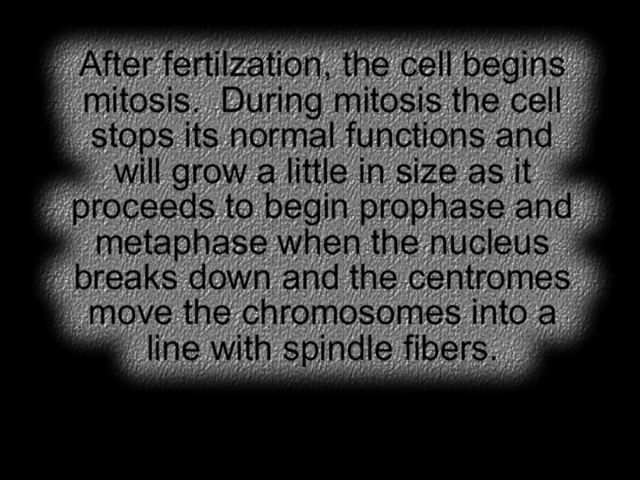 After fertilzation, the cell begins
mitosis.  During mitosis the cell
stops its normal functions and
will grow a little in size as it
proceeds to begin prophase and
metaphase when the nucleus
breaks down and the centromes
move the chromosomes into a
line with spindle fibers.